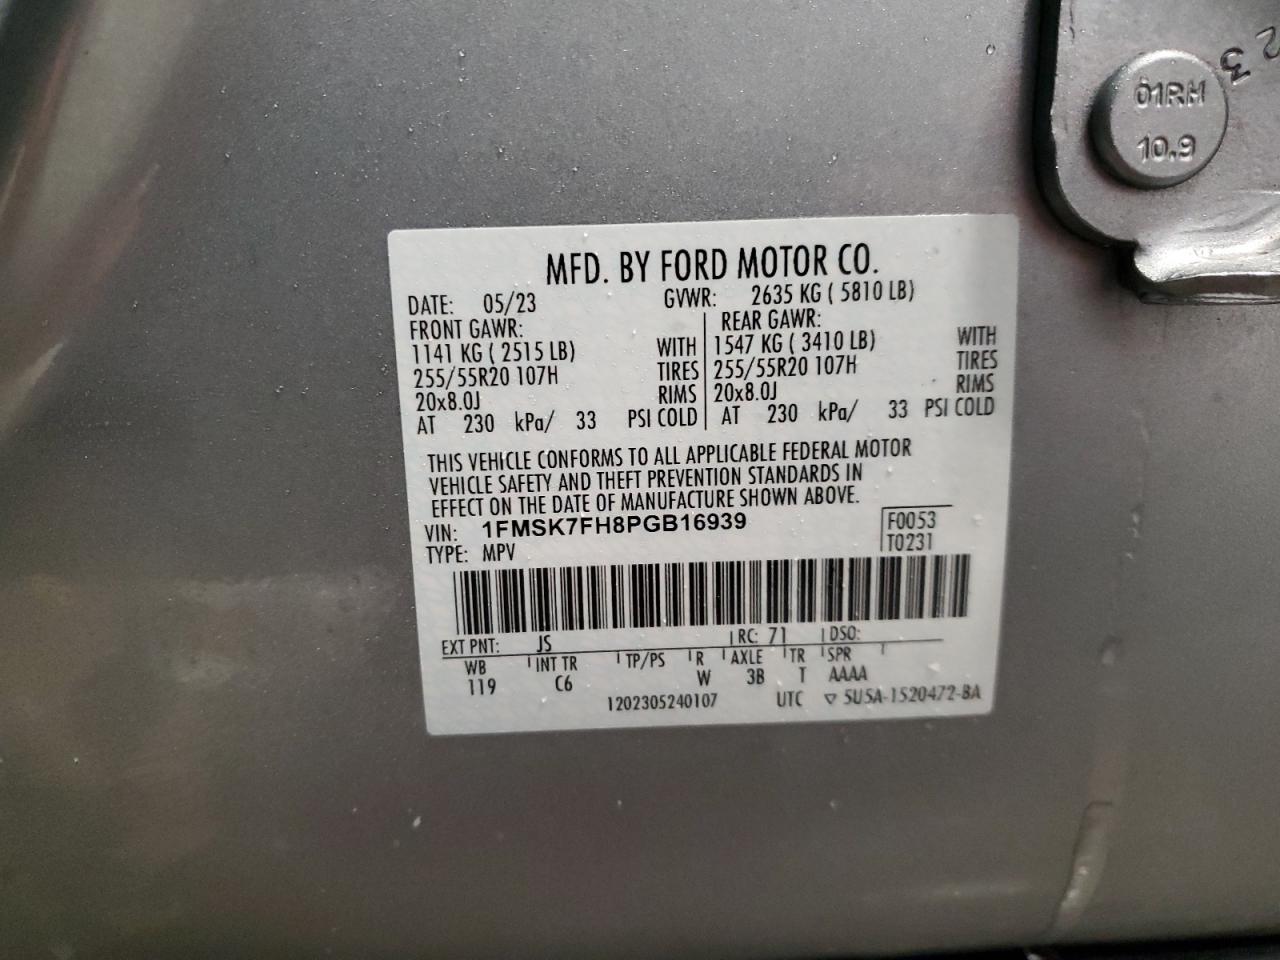 23
01RH
10.9
MFD. BY FORD MOTOR CO.
DATE: 05/23 GVWR: 2635 KG ( 5810 LB)
FRONT GAWR: REAR GAWR:
1141 KG ( 2515 LB) WITH 1547 KG ( 3410 LB) WITH
255/55R20 107H TIRES 255/55R20 107H TIRES
20x8.0J RIMS 20x8.0J RIMS
AT 230 kPa/ 33 PSI COLD AT 230 kPa/ 33 PSI COLD
THIS VEHICLE CONFORMS TO ALL APPLICABLE FEDERAL MOTOR
VEHICLE SAFETY AND THEFT PREVENTION STANDARDS IN
EFFECT ON THE DATE OF MANUFACTURE SHOWN ABOVE.
VIN: 1FMSK7FH8PGB16939 F0053
TYPE: MPV T0231
EXT PNT: JS RC: 71 DSO:
WB INT TR TP/PS R AXLE TR SPR
119 C6 W 3B T AAAA
1202305240107 UTC ▽ 5U5A-1520472-BA